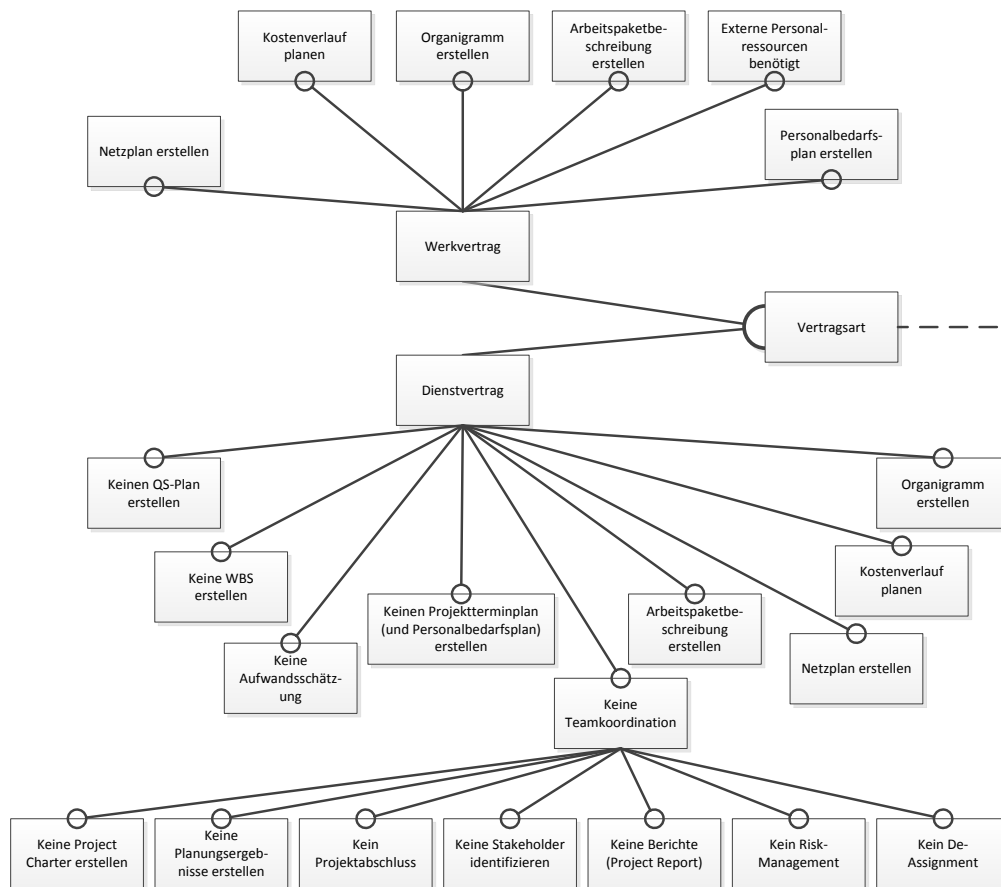 Kostenverlauf
planen
Organigramm
erstellen
Arbeitspaketbe-
schreibung
erstellen
Externe Personal-
ressourcen
benötigt
Netzplan erstellen
Personalbedarfs-
plan erstellen
Werkvertrag
Vertragsart
Dienstvertrag
Keinen QS-Plan
erstellen
Organigramm
erstellen
Keine WBS
erstellen
Kostenverlauf
planen
Keinen Projektterminplan
(und Personalbedarfsplan)
erstellen
Arbeitspaketbe-
schreibung
erstellen
Keine
Aufwandsschätz-
ung
Netzplan erstellen
Keine
Teamkoordination
Keine Project
Charter erstellen
Keine
Planungsergeb-
nisse erstellen
Kein
Projektabschluss
Keine Stakeholder
identifizieren
Keine Berichte
(Project Report)
Kein Risk-
Management
Kein De-
Assignment